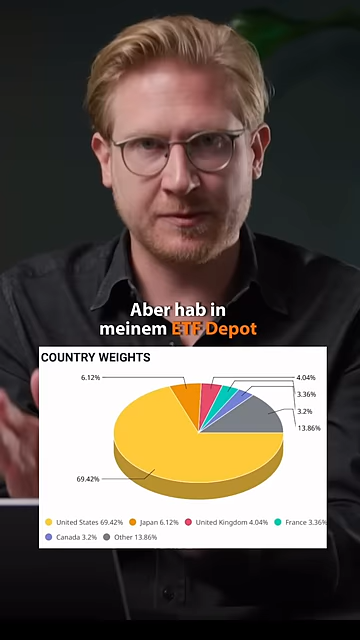 Aber hab in
meinem ETF Depot
COUNTRY WEIGHTS
6.12%
4.04%
3.36%
3.2%
13.86%
69.42%
United States 69.42% Japan 6.12% United Kingdom 4.04% France 3.36%
Canada 3.2% Other 13.86%